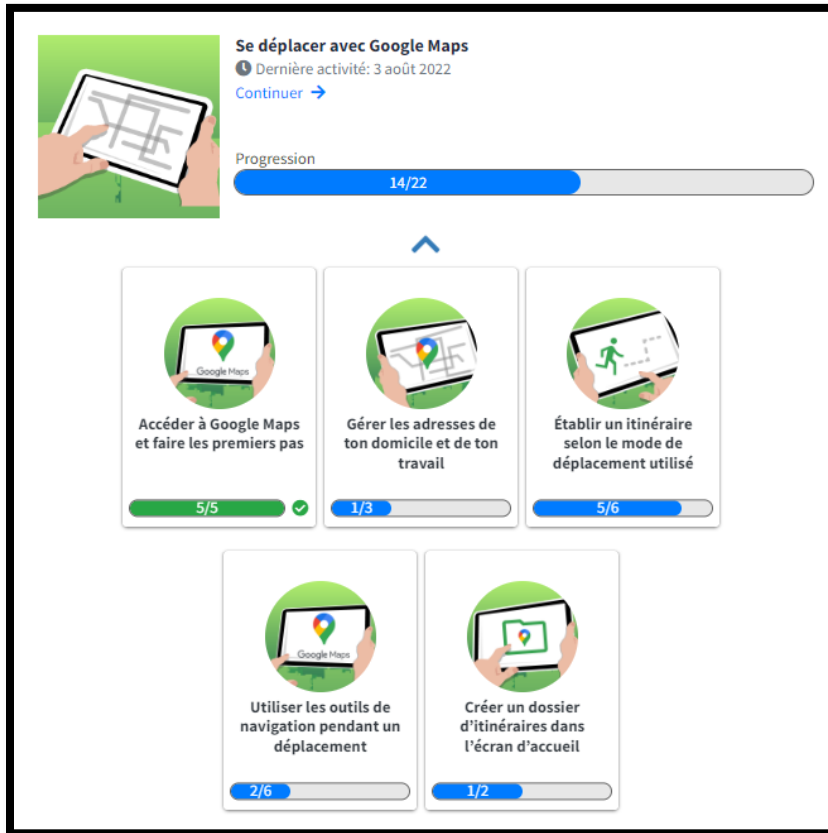 Se déplacer avec Google Maps
Dernière activité: 3 août 2022
Continuer →
Progression
14/22
Google Maps
Accéder à Google Maps
et faire les premiers pas
5/5
Gérer les adresses de
ton domicile et de ton
travail
1/3
Établir un itinéraire
selon le mode de
déplacement utilisé
5/6
Google Maps
Utiliser les outils de
navigation pendant un
déplacement
2/6
Créer un dossier
d'itinéraires dans
l'écran d'accueil
1/2